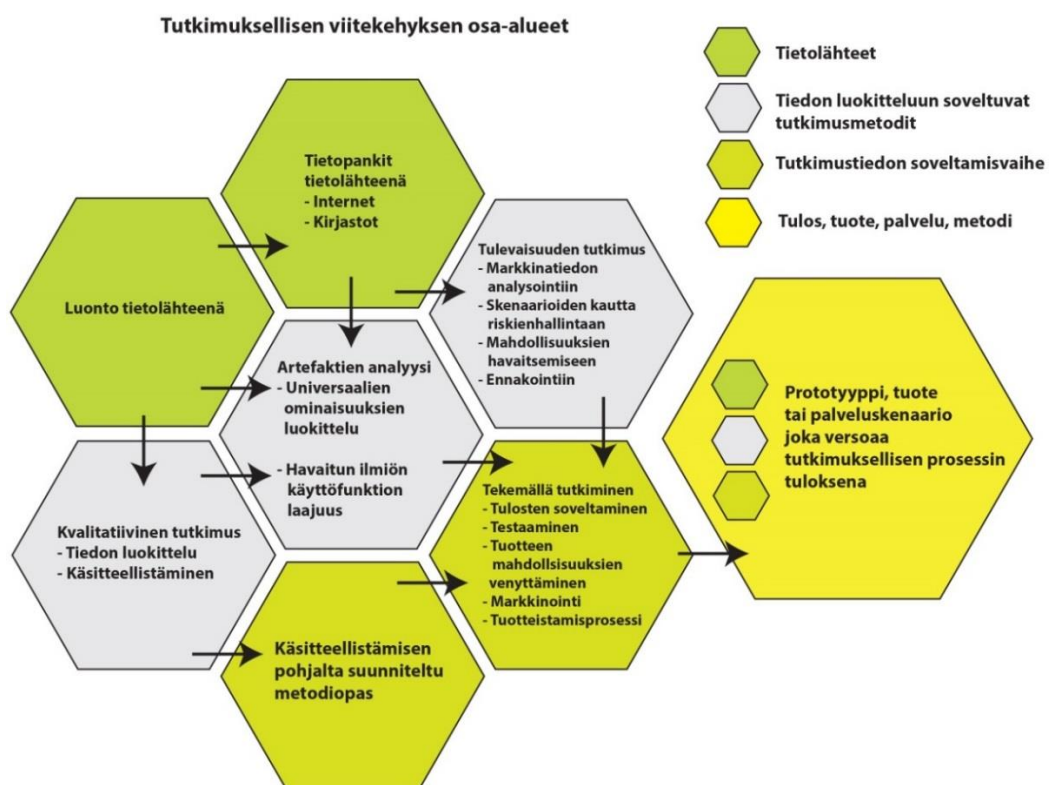 Tutkimuksellisen viitekehyksen osa-alueet
Tietolähteet
Tiedon luokitteluun soveltuvat
tutkimusmetodit
Tutkimustiedon soveltamisvaihe
Tulos, tuote, palvelu, metodi
Tietopankit
tietolähteenä
- Internet
- Kirjastot
Luonto tietolähteenä
Tulevaisuuden tutkimus
- Markkinatiedon
analysointiin
- Skenaarioiden kautta
riskienhallintaan
- Mahdollisuuksien
havaitsemiseen
- Ennakointiin
Artefaktien analyysi
- Universaalien
ominaisuuksien
luokittelu
- Havaitun ilmiön
käyttöfunktion
laajuus
Kvalitatiivinen tutkimus
- Tiedon luokittelu
- Käsitteellistäminen
Tekemällä tutkiminen
- Tulosten soveltaminen
- Testaaminen
- Tuotteen
mahdollsisuuksien
venyttäminen
- Markkinointi
- Tuotteistamisprosessi
Käsitteellistämisen
pohjalta suunniteltu
metodiopas
Prototyyppi, tuote
tai palveluskenaario
joka versoaa
tutkimuksellisen prosessin
tuloksena